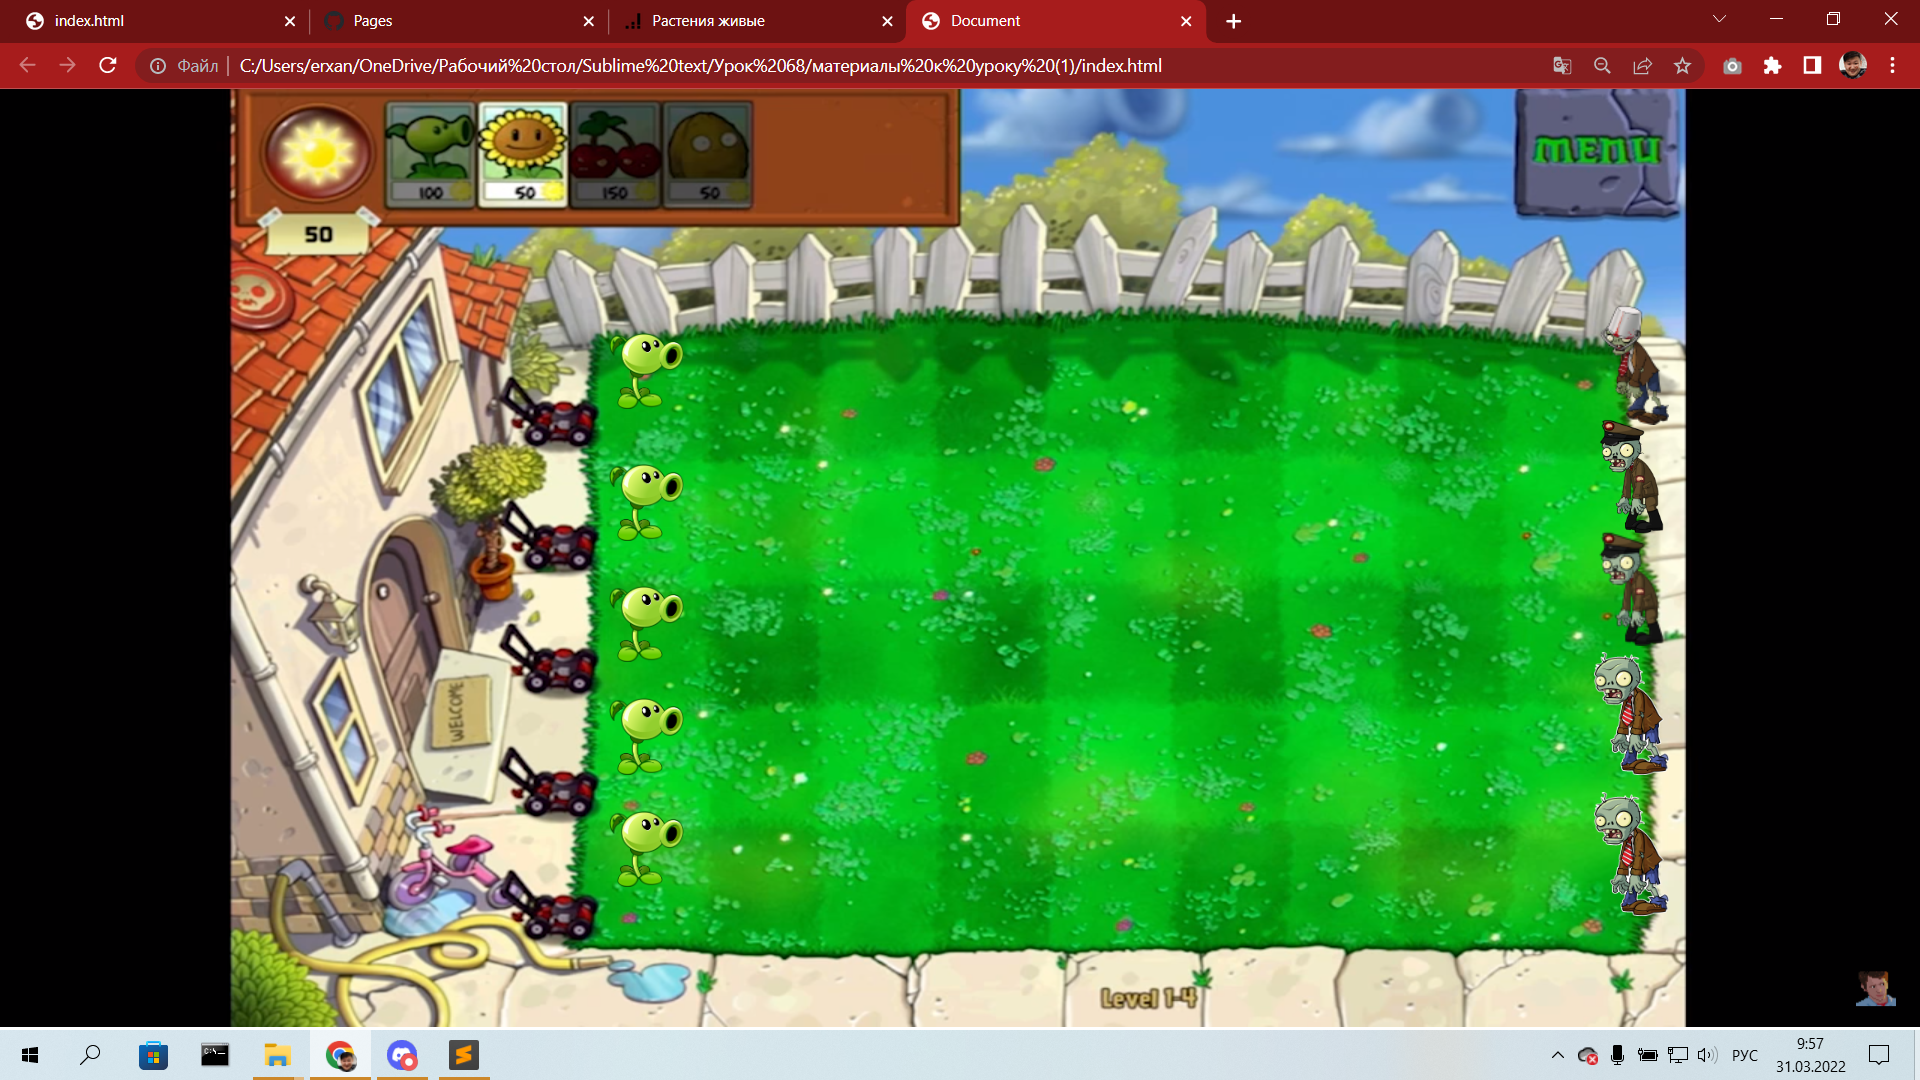 index.html
Pages
Растения живые
Document
Файл
C:/Users/erxan/OneDrive/Рабочий%20стол/Sublime%20text/Урок%2068/материалы%20к%20уроку%20(1)/index.html
100
50
150
50
MENU
50
WELCOME
Level 1-4
РУС
9:57
31.03.2022